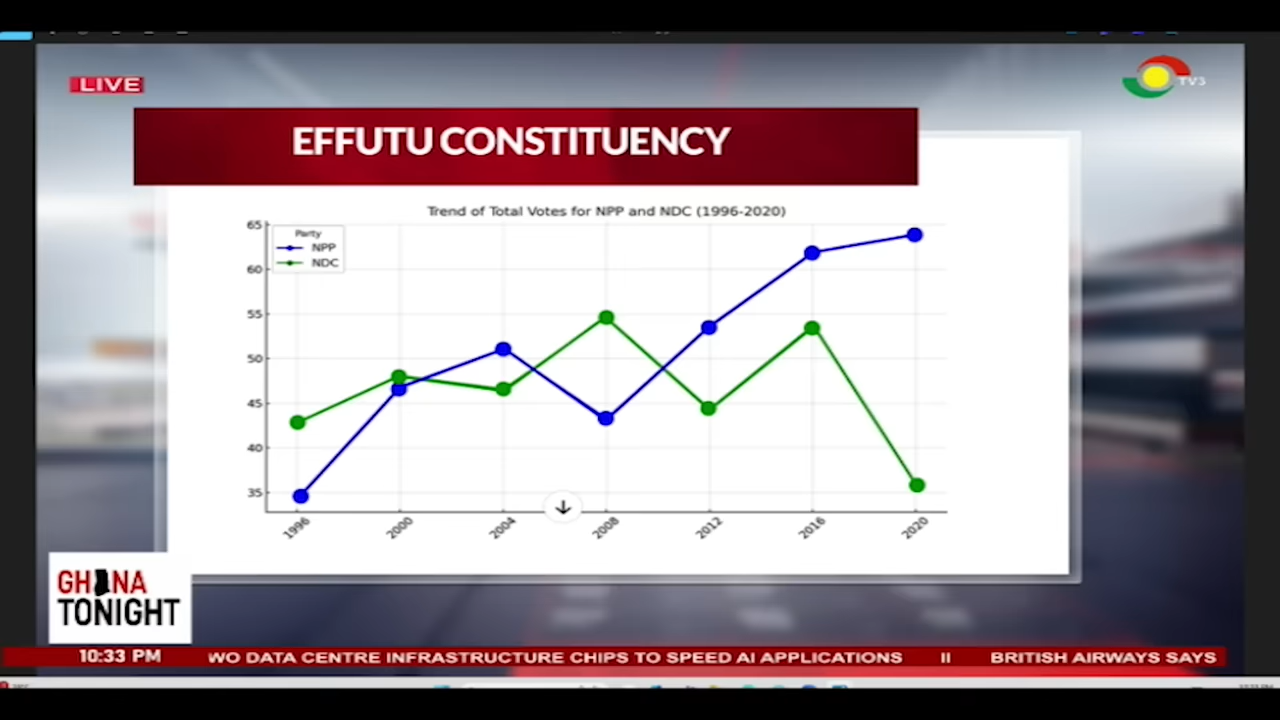 LIVE
TV3
EFFUTU CONSTITUENCY
Trend of Total Votes for NPP and NDC (1996-2020)
Party
NPP
NDC
65
60
55
50
45
40
35
1996
2000
2004
2008
2012
2016
2020
GHANA
TONIGHT
10:33 PM WO DATA CENTRE INFRASTRUCTURE CHIPS TO SPEED AI APPLICATIONS II BRITISH AIRWAYS SAYS